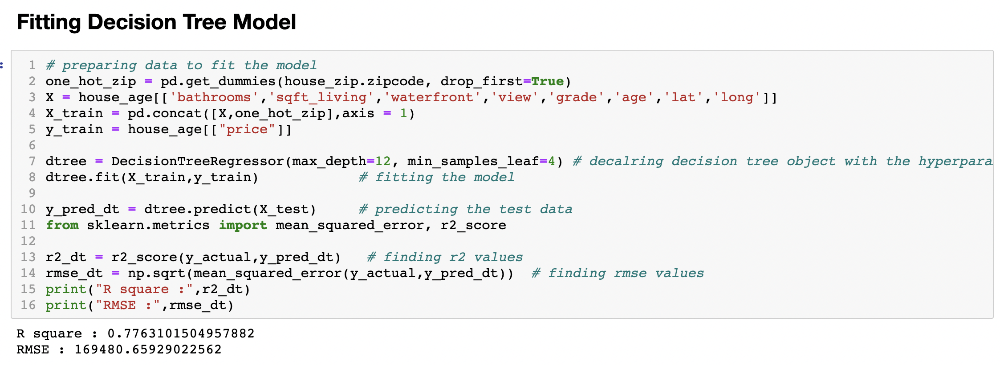 Fitting Decision Tree Model
:
1 # preparing data to fit the model
2 one_hot_zip = pd.get_dummies(house_zip.zipcode, drop_first=True)
3 X = house_age[['bathrooms','sqft_living','waterfront','view','grade','age','lat','long']]
4 X_train = pd.concat([X,one_hot_zip],axis = 1)
5 y_train = house_age[["price"]]
6
7 dtree = DecisionTreeRegressor(max_depth=12, min_samples_leaf=4) # decalring decision tree object with the hyperpara
8 dtree.fit(X_train,y_train)            # fitting the model
9
10 y_pred_dt = dtree.predict(X_test)     # predicting the test data
11 from sklearn.metrics import mean_squared_error, r2_score
12
13 r2_dt = r2_score(y_actual,y_pred_dt)   # finding r2 values
14 rmse_dt = np.sqrt(mean_squared_error(y_actual,y_pred_dt))  # finding rmse values
15 print("R square :",r2_dt)
16 print("RMSE :",rmse_dt)
R square : 0.7763101504957882
RMSE : 169480.65929022562